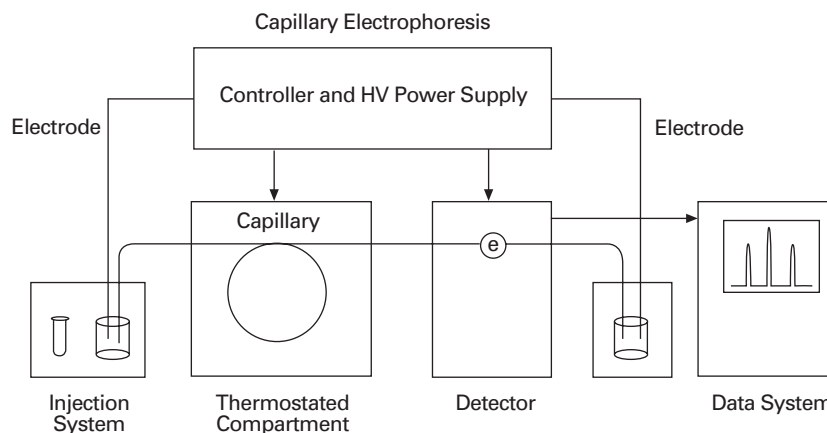 Capillary Electrophoresis
Controller and HV Power Supply
Electrode
Electrode
Capillary
e
Injection
System
Thermostated
Compartment
Detector
Data System